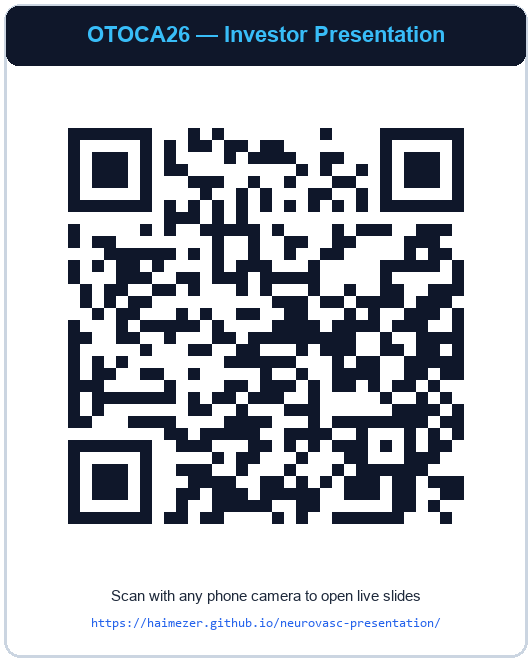 OTOCA26 — Investor Presentation
Scan with any phone camera to open live slides
https://haimezer.github.io/neurovasc-presentation/